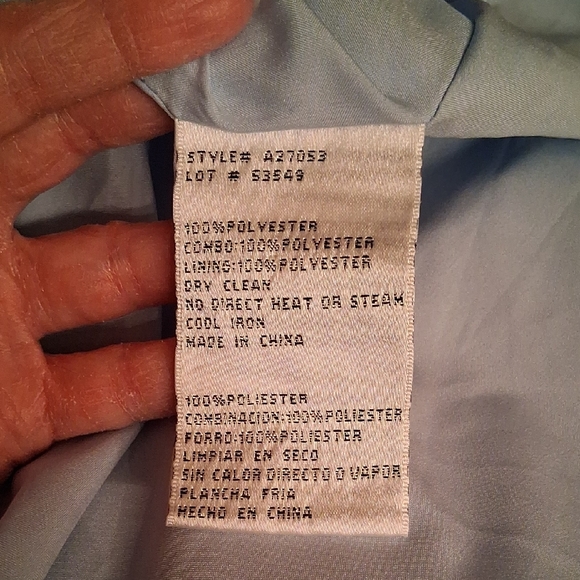 STYLE# A27053
LOT # 53549
100%POLYESTER
COMBO:100%POLYESTER
LINING:100%POLYESTER
DRY CLEAN
NO DIRECT HEAT OR STEAM
COOL IRON
MADE IN CHINA
100%POLIESTER
COMBINACION:100%POLIESTER
FORRO:100%POLIESTER
LIMPIAR EN SECO
SIN CALOR DIRECTO O VAPOR
PLANCHA FRIA
HECHO EN CHINA